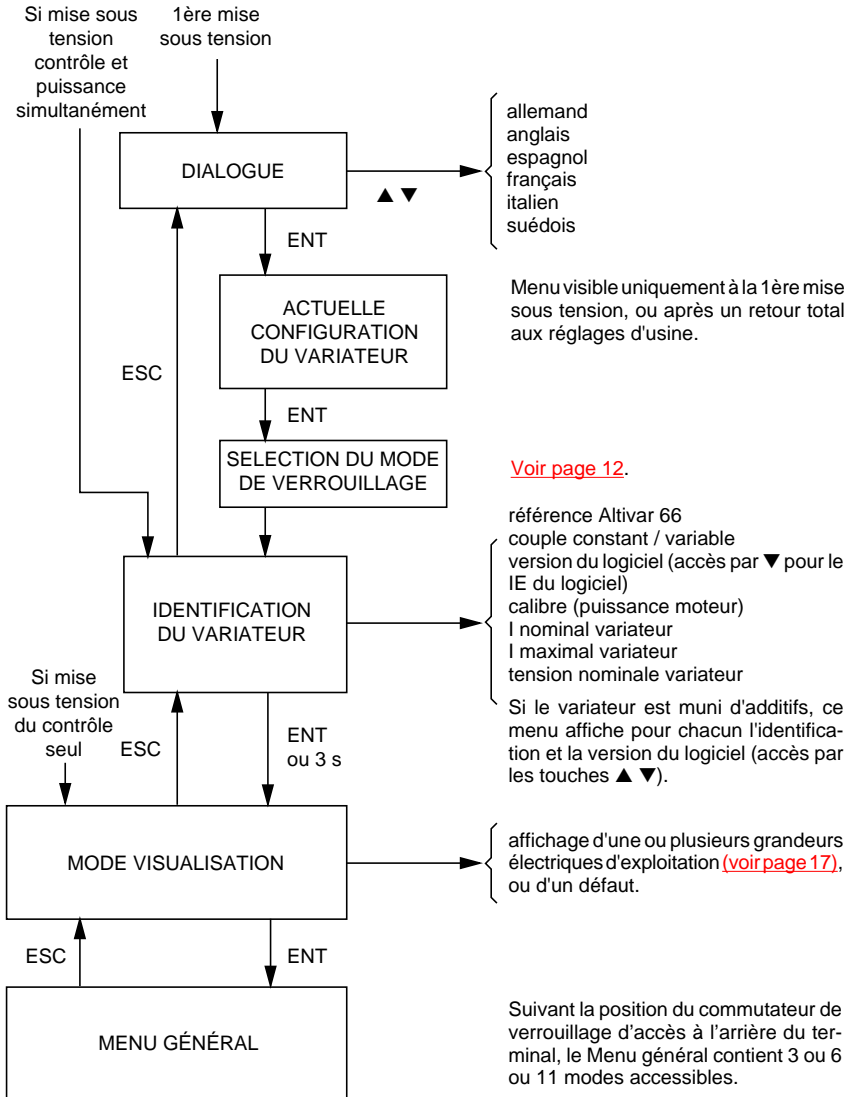 Si mise sous
tension
contrôle et
puissance
simultanément
1ère mise
sous tension
DIALOGUE
▲ ▼
allemand
anglais
espagnol
français
italien
suédois
ENT
ACTUELLE
CONFIGURATION
DU VARIATEUR
Menu visible uniquement à la 1ère mise
sous tension, ou après un retour total
aux réglages d'usine.
ESC
ENT
SELECTION DU MODE
DE VERROUILLAGE
Voir page 12.
IDENTIFICATION
DU VARIATEUR
référence Altivar 66
couple constant / variable
version du logiciel (accès par ▼ pour le
IE du logiciel)
calibre (puissance moteur)
I nominal variateur
I maximal variateur
tension nominale variateur
Si le variateur est muni d'additifs, ce
menu affiche pour chacun l'identifica-
tion et la version du logiciel (accès par
les touches ▲ ▼).
Si mise
sous tension
du contrôle
seul
ESC
ENT
ou 3 s
MODE VISUALISATION
affichage d'une ou plusieurs grandeurs
électriques d'exploitation (voir page 17),
ou d'un défaut.
ESC
ENT
MENU GÉNÉRAL
Suivant la position du commutateur de
verrouillage d'accès à l'arrière du ter-
minal, le Menu général contient 3 ou 6
ou 11 modes accessibles.